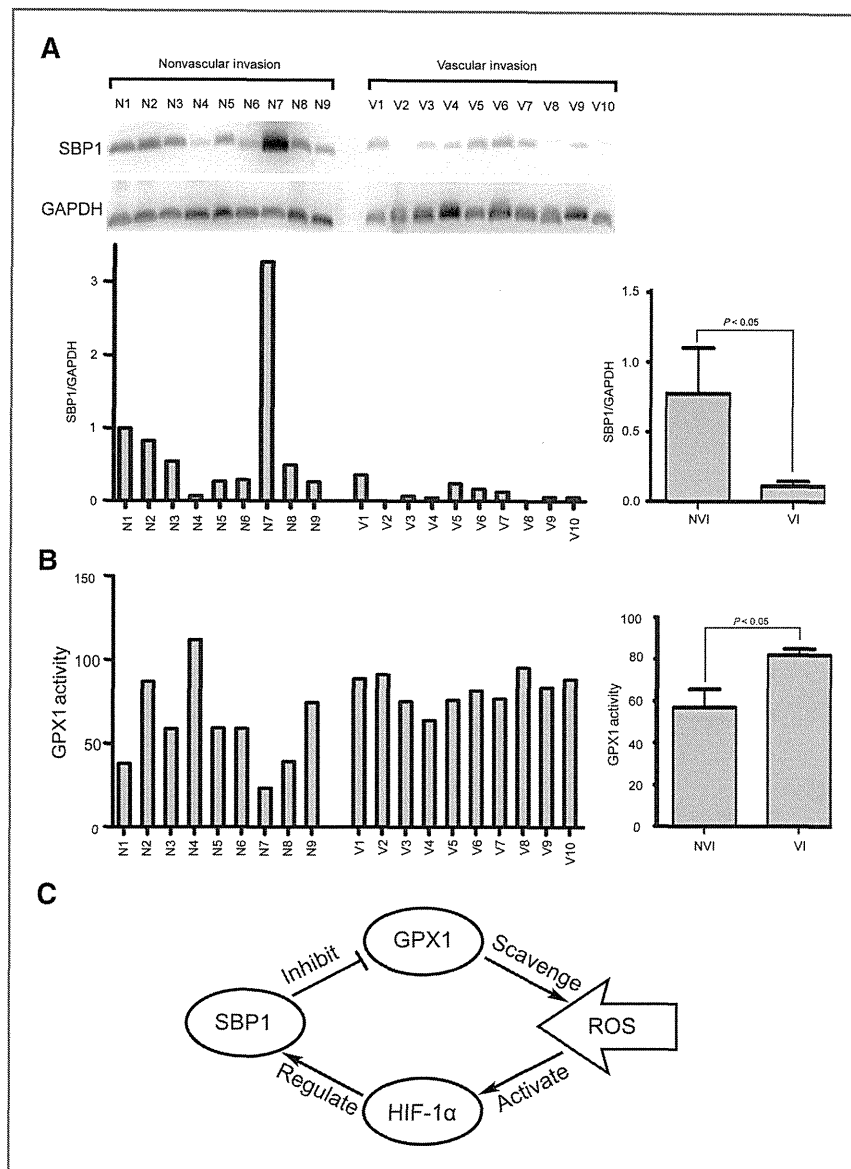 A
Nonvascular invasion
Vascular invasion
N1 N2 N3 N4 N5 N6 N7 N8 N9
V1 V2 V3 V4 V5 V6 V7 V8 V9 V10
SBP1
GAPDH
SBP1/GAPDH
3
2
1
0
N1 N2 N3 N4 N5 N6 N7 N8 N9
V1 V2 V3 V4 V5 V6 V7 V8 V9 V10
SBP1/GAPDH
1.5
1.0
0.5
0.0
P < 0.05
NVI VI
B
GPX1 activity
150
100
50
0
N1 N2 N3 N4 N5 N6 N7 N8 N9
V1 V2 V3 V4 V5 V6 V7 V8 V9 V10
GPX1 activity
100
80
60
40
20
0
P < 0.05
NVI VI
C
GPX1
Inhibit
Scavenge
SBP1
ROS
Regulate
Activate
HIF-1α